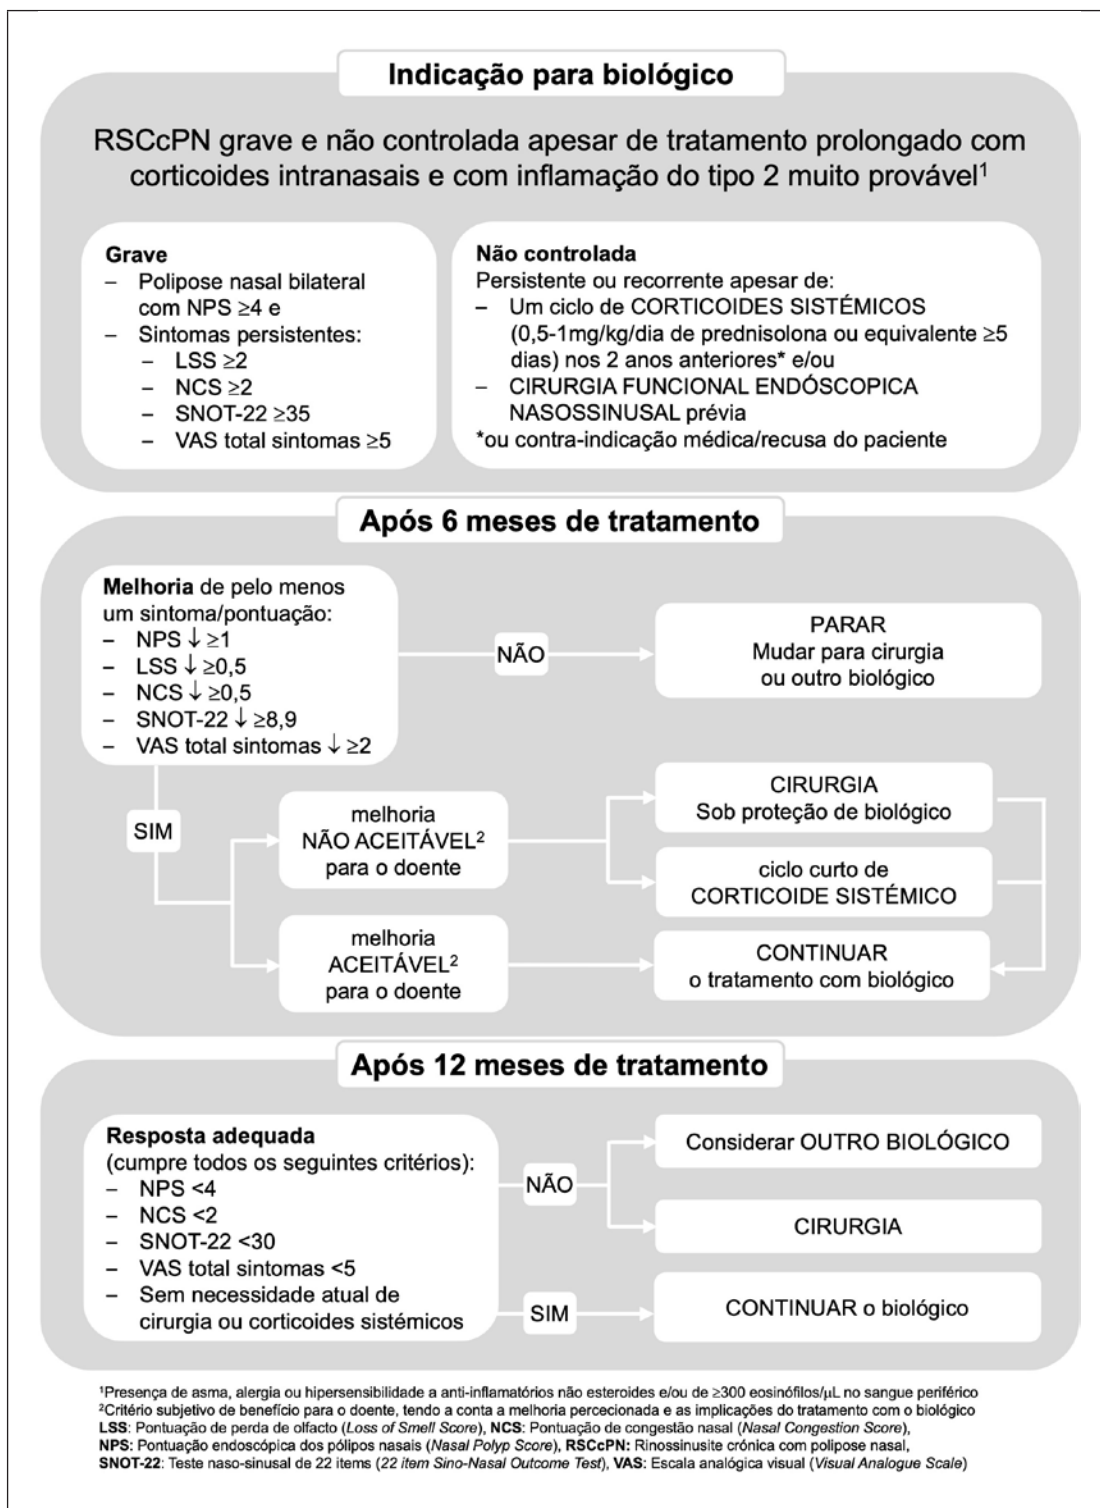 Indicação para biológico
RSCcPN grave e não controlada apesar de tratamento prolongado com
corticoides intranasais e com inflamação do tipo 2 muito provável¹
Grave
– Polipose nasal bilateral
com NPS ≥4 e
– Sintomas persistentes:
– LSS ≥2
– NCS ≥2
– SNOT-22 ≥35
– VAS total sintomas ≥5
Não controlada
Persistente ou recorrente apesar de:
– Um ciclo de CORTICOIDES SISTÉMICOS
(0,5-1mg/kg/dia de prednisolona ou equivalente ≥5
dias) nos 2 anos anteriores* e/ou
– CIRURGIA FUNCIONAL ENDÓSCOPICA
NASOSSINUSAL prévia
*ou contra-indicação médica/recusa do paciente
Após 6 meses de tratamento
Melhoria de pelo menos
um sintoma/pontuação:
– NPS ↓ ≥1
– LSS ↓ ≥0,5
– NCS ↓ ≥0,5
– SNOT-22 ↓ ≥8,9
– VAS total sintomas ↓ ≥2
NÃO
PARAR
Mudar para cirurgia
ou outro biológico
SIM
melhoria
NÃO ACEITÁVEL²
para o doente
CIRURGIA
Sob proteção de biológico
ciclo curto de
CORTICOIDE SISTÉMICO
melhoria
ACEITÁVEL²
para o doente
CONTINUAR
o tratamento com biológico
Após 12 meses de tratamento
Resposta adequada
(cumpre todos os seguintes critérios):
– NPS <4
– NCS <2
– SNOT-22 <30
– VAS total sintomas <5
– Sem necessidade atual de
cirurgia ou corticoides sistémicos
NÃO
Considerar OUTRO BIOLÓGICO
CIRURGIA
SIM
CONTINUAR o biológico
¹Presença de asma, alergia ou hipersensibilidade a anti-inflamatórios não esteroides e/ou de ≥300 eosinófilos/μL no sangue periférico
²Critério subjetivo de benefício para o doente, tendo a conta a melhoria percecionada e as implicações do tratamento com o biológico
LSS: Pontuação de perda de olfacto (Loss of Smell Score), NCS: Pontuação de congestão nasal (Nasal Congestion Score),
NPS: Pontuação endoscópica dos pólipos nasais (Nasal Polyp Score), RSCcPN: Rinossinusite crónica com polipose nasal,
SNOT-22: Teste naso-sinusal de 22 items (22 item Sino-Nasal Outcome Test), VAS: Escala analógica visual (Visual Analogue Scale)